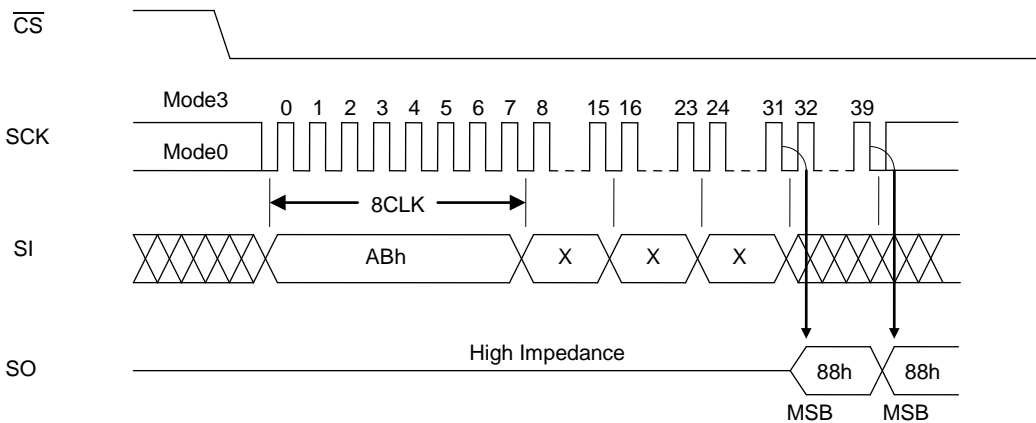 CS
Mode3
0 1 2 3 4 5 6 7 8 15 16 23 24 31 32 39
SCK
Mode0
8CLK
SI
ABh X X X
High Impedance
SO
88h 88h
MSB MSB